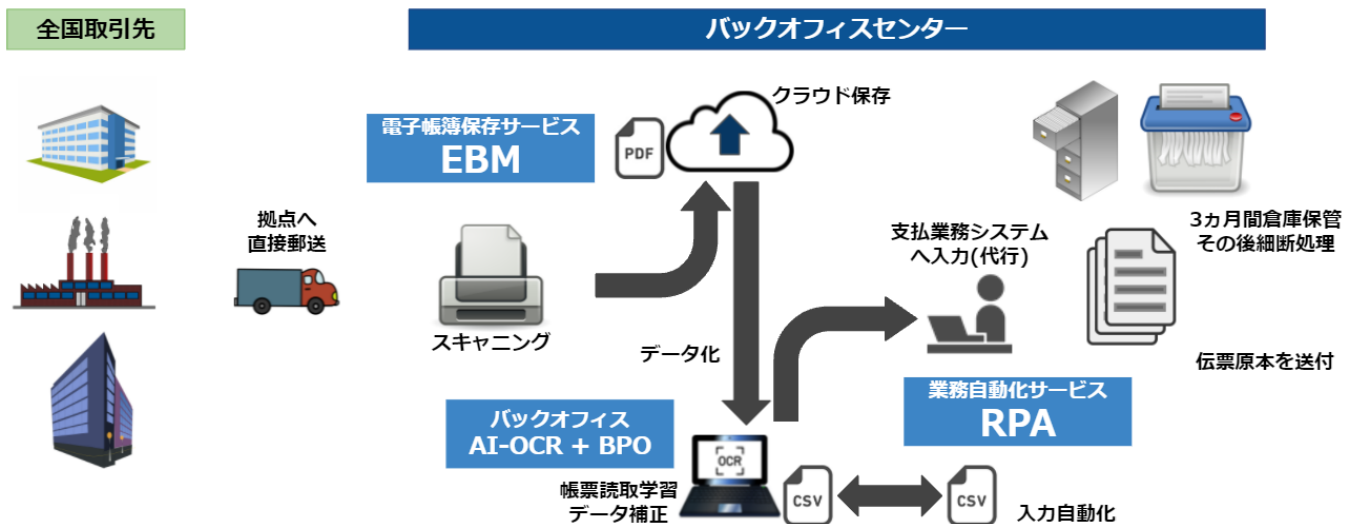 全国取引先
バックオフィスセンター
クラウド保存
電子帳簿保存サービス
EBM
PDF
拠点へ
直接郵送
スキャニング
データ化
支払業務システム
へ入力(代行)
3ヵ月間倉庫保管
その後細断処理
伝票原本を送付
バックオフィス
AI-OCR + BPO
OCR
帳票読取学習
データ補正
CSV
CSV
業務自動化サービス
RPA
入力自動化